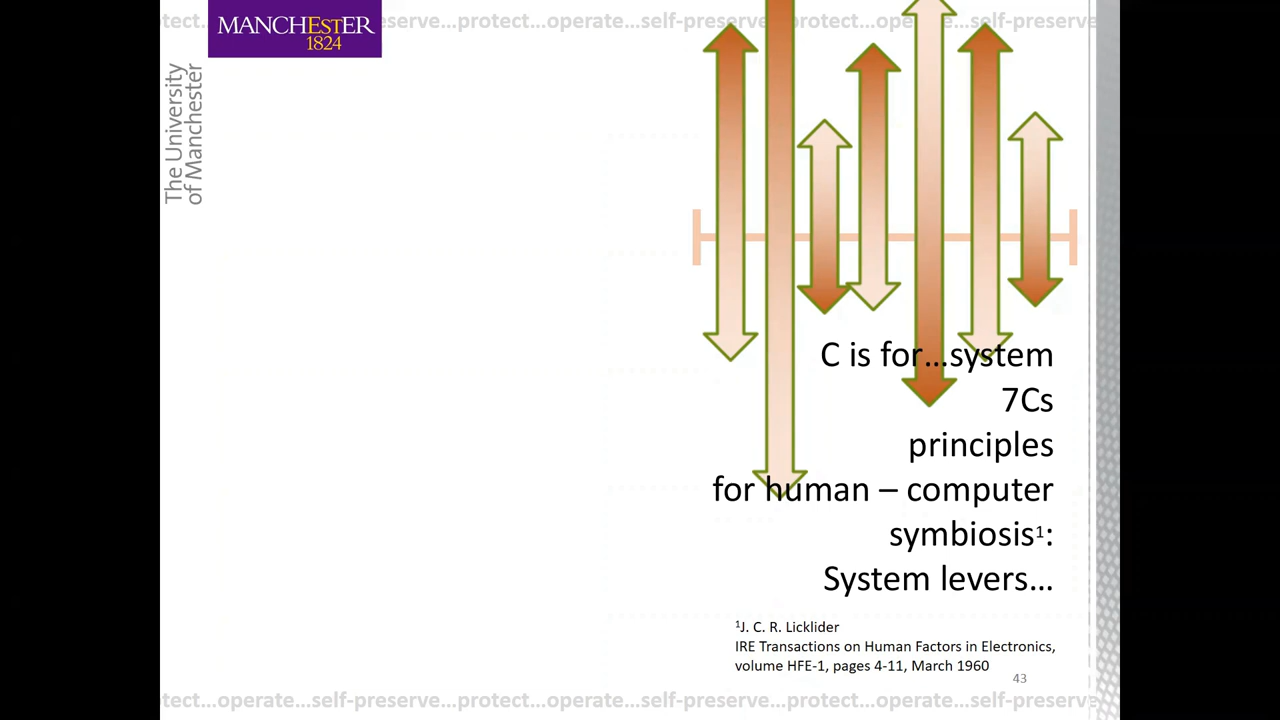 tect...operate...self-preserve...protect...operate...self-preserve...protect...operate...self-preserve
MANCHESTER
1824
The University
of Manchester
C is for...system
7Cs
principles
for human – computer
symbiosis¹:
System levers...
¹J. C. R. Licklider
IRE Transactions on Human Factors in Electronics,
volume HFE-1, pages 4-11, March 1960
43
tect...operate...self-preserve...protect...operate...self-preserve...protect...operate...self-preserve